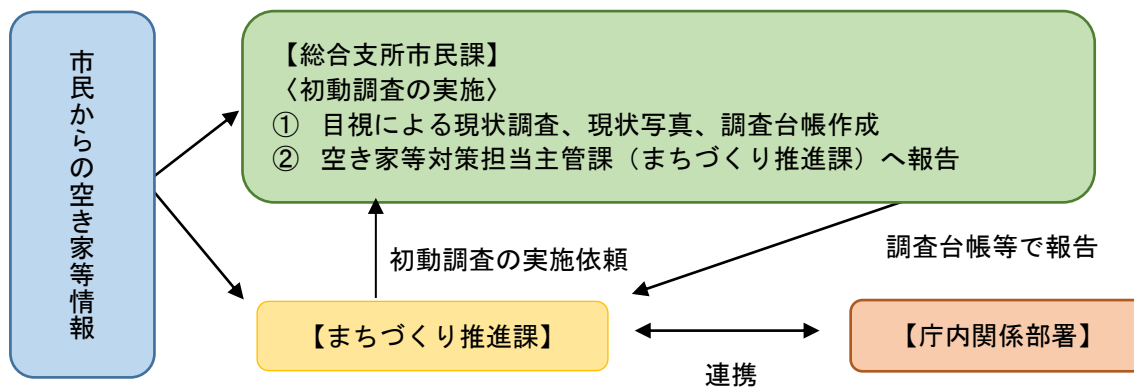 市民からの空き家等情報
【総合支所市民課】
〈初動調査の実施〉
① 目視による現状調査、現状写真、調査台帳作成
② 空き家等対策担当主管課（まちづくり推進課）へ報告
初動調査の実施依頼
調査台帳等で報告
【まちづくり推進課】
【庁内関係部署】
連携